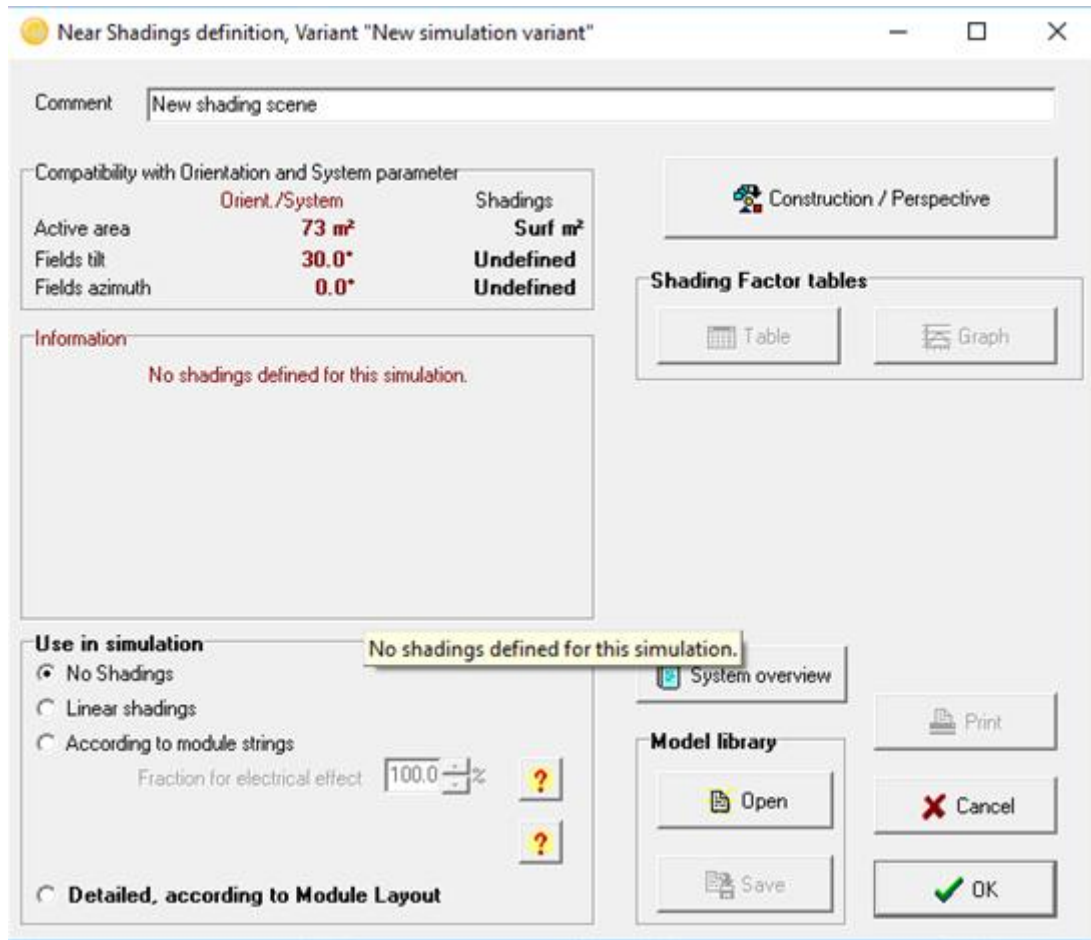 Near Shadings definition, Variant "New simulation variant"
Comment New shading scene
Compatibility with Orientation and System parameter
Orient./System Shadings
Active area 73 m² Surf m²
Fields tilt 30.0° Undefined
Fields azimuth 0.0° Undefined
Construction / Perspective
Shading Factor tables
Table Graph
Information
No shadings defined for this simulation.
Use in simulation
No shadings defined for this simulation.
No Shadings
Linear shadings
According to module strings
Fraction for electrical effect 100.0 %
?
?
Detailed, according to Module Layout
System overview
Model library
Open
Save
Print
Cancel
OK